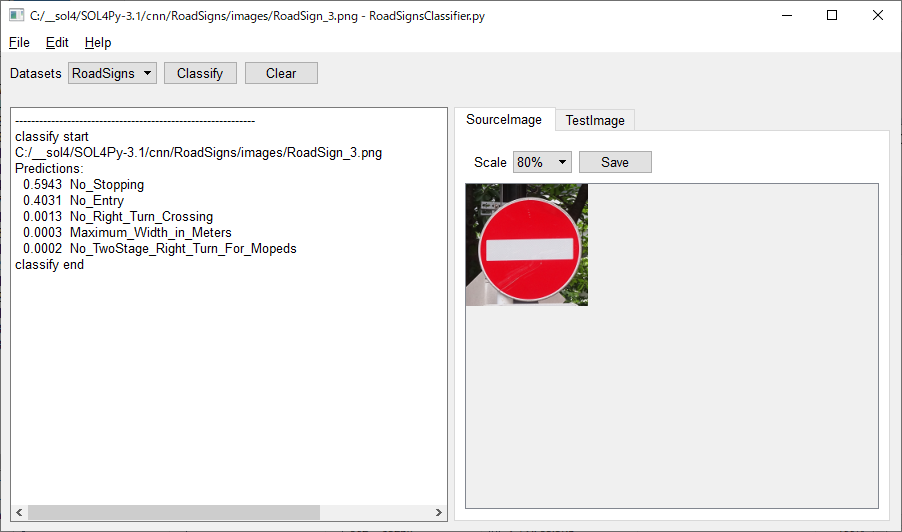 C:/__sol4/SOL4Py-3.1/cnn/RoadSigns/images/RoadSign_3.png - RoadSignsClassifier.py
File Edit Help
Datasets RoadSigns Classify Clear
------------------------------------------------------------
classify start
C:/__sol4/SOL4Py-3.1/cnn/RoadSigns/images/RoadSign_3.png
Predictions:
0.5943 No_Stopping
0.4031 No_Entry
0.0013 No_Right_Turn_Crossing
0.0003 Maximum_Width_in_Meters
0.0002 No_TwoStage_Right_Turn_For_Mopeds
classify end
SourceImage TestImage
Scale 80% Save